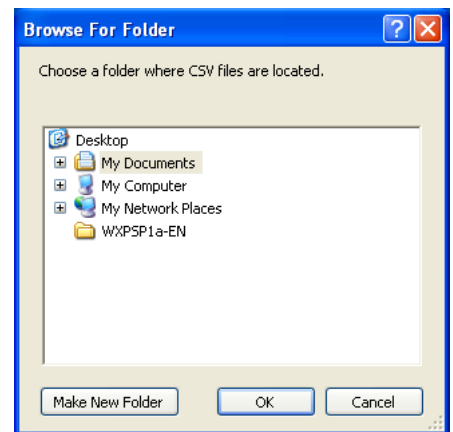 Browse For Folder
Choose a folder where CSV files are located.
Desktop
My Documents
My Computer
My Network Places
WXPSP1a-EN
Make New Folder OK Cancel